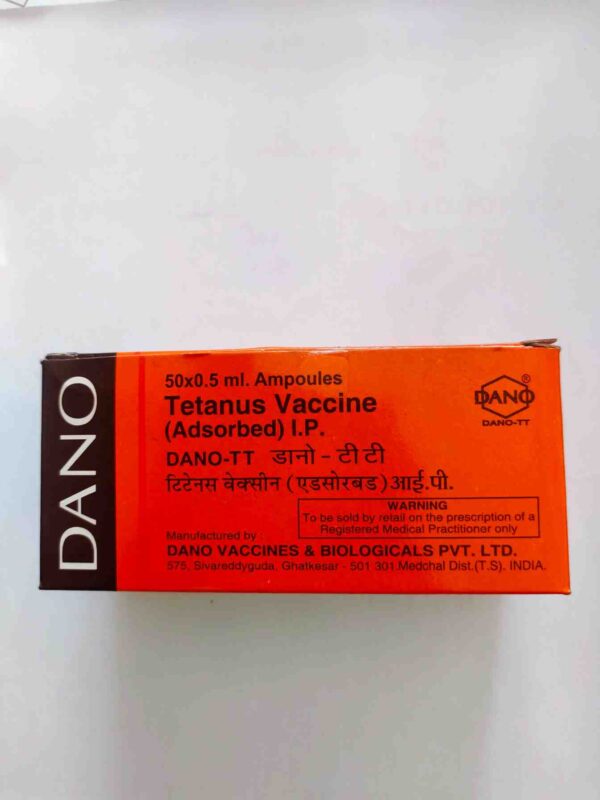 DANO
50x0.5 ml. Ampoules
Tetanus Vaccine
(Adsorbed) I.P.
DANO-TT डानो - टी टी
टिटेनस वेक्सीन (एडसोरबड) आई.पी.
DANO®
DANO-TT
WARNING
To be sold by retail on the prescription of a
Registered Medical Practitioner only
Manufactured by :
DANO VACCINES & BIOLOGICALS PVT. LTD.
575, Sivareddyguda, Ghatkesar - 501 301 Medchal Dist.(T.S). INDIA.